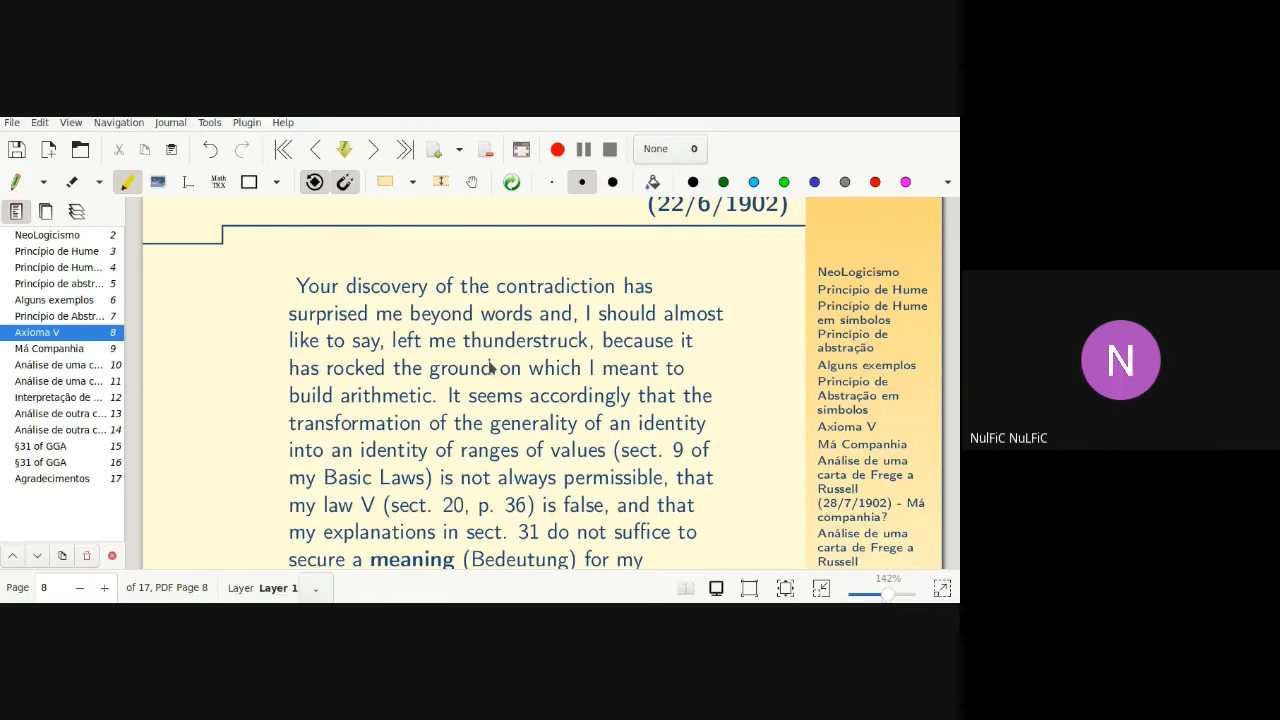 File Edit View Navigation Journal Tools Plugin Help
None 0
Math
TEX
NeoLogicismo 2
Princípio de Hume 3
Princípio de Hum... 4
Princípio de abstr... 5
Alguns exemplos 6
Princípio de Abstr... 7
Axioma V 8
Má Companhia 9
Análise de uma c... 10
Análise de uma c... 11
Interpretação de ... 12
Análise de outra c... 13
Análise de outra c... 14
§31 of GGA 15
§31 of GGA 16
Agradecimentos 17
(22/6/1902)
Your discovery of the contradiction has
surprised me beyond words and, I should almost
like to say, left me thunderstruck, because it
has rocked the ground on which I meant to
build arithmetic. It seems accordingly that the
transformation of the generality of an identity
into an identity of ranges of values (sect. 9 of
my Basic Laws) is not always permissible, that
my law V (sect. 20, p. 36) is false, and that
my explanations in sect. 31 do not suffice to
secure a meaning (Bedeutung) for my
NeoLogicismo
Princípio de Hume
Princípio de Hume
em símbolos
Princípio de
abstração
Alguns exemplos
Princípio de
Abstração em
símbolos
Axioma V
Má Companhia
Análise de uma
carta de Frege a
Russell
(28/7/1902) - Má
companhia?
Análise de uma
carta de Frege a
Russell
Page 8 of 17, PDF Page 8 Layer Layer 1
142%
N
NulFiC NuLFiC